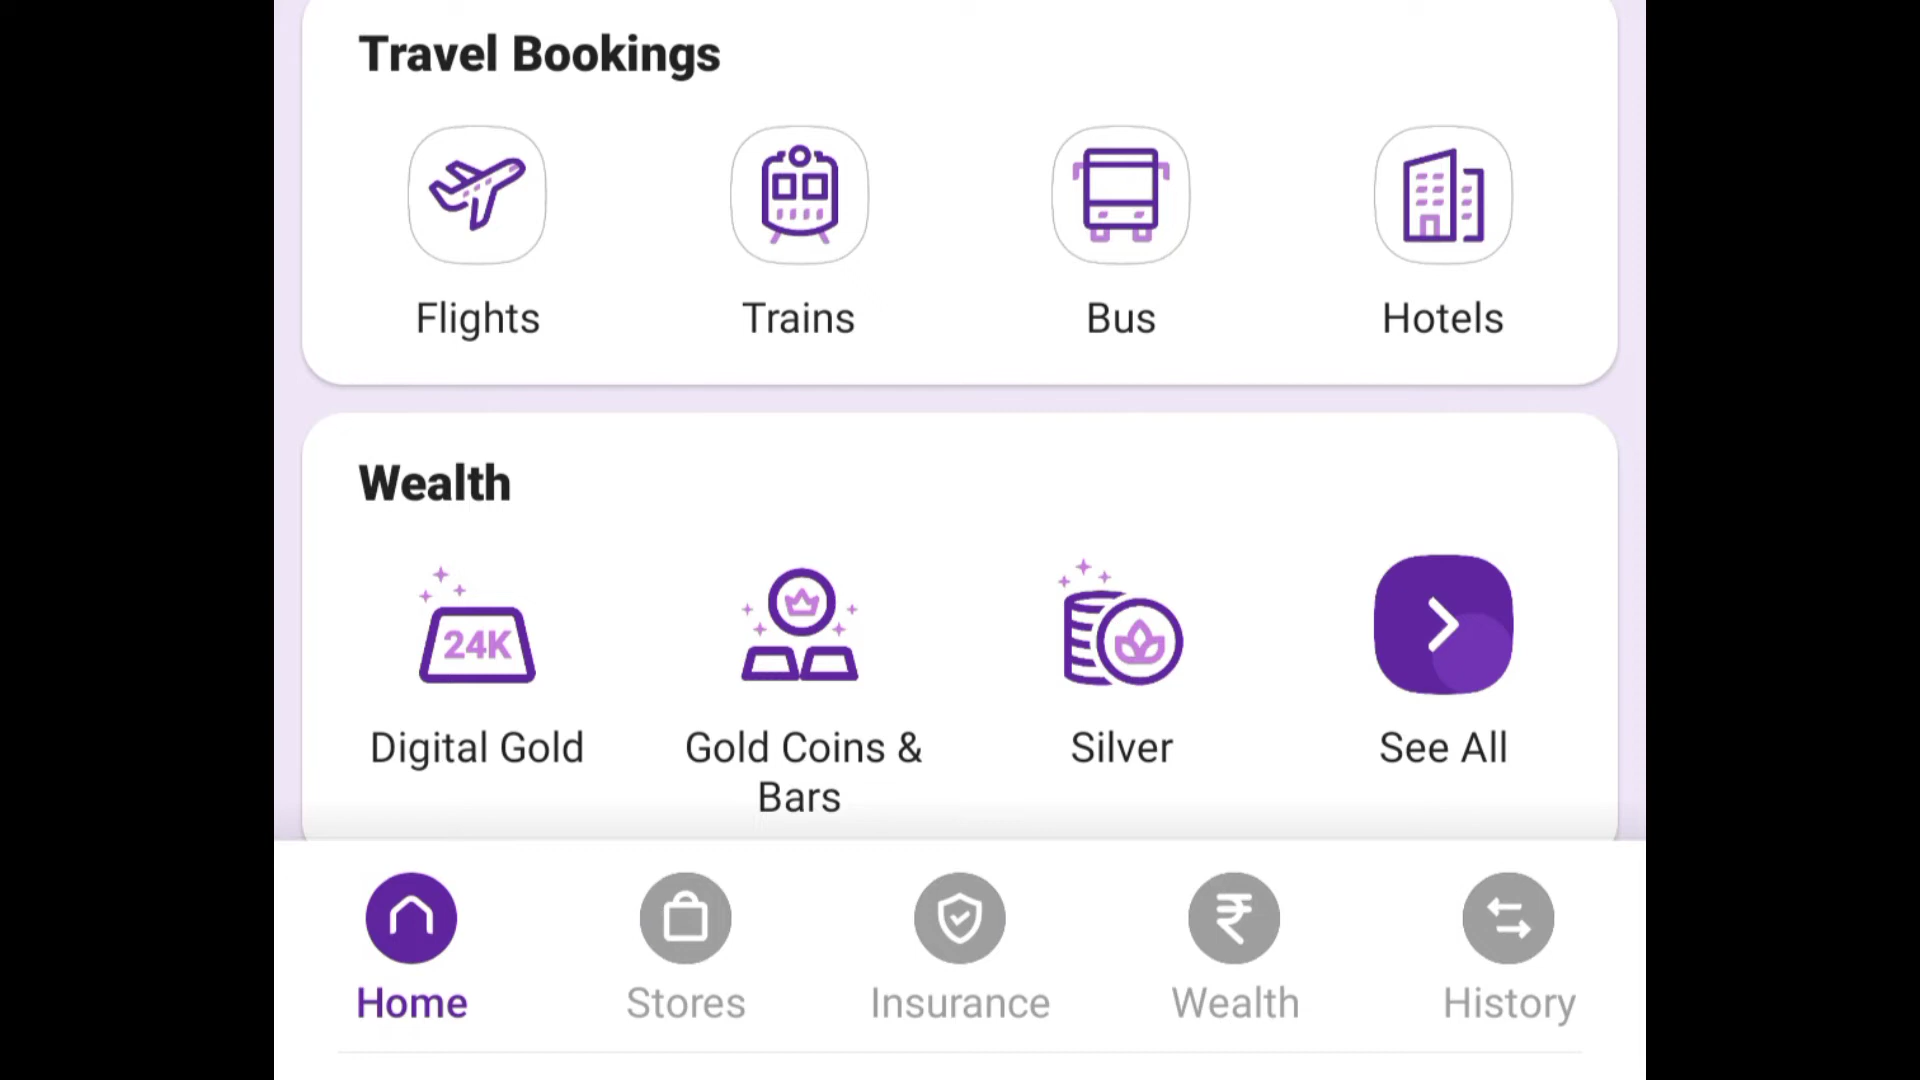 Travel Bookings
Flights
Trains
Bus
Hotels
Wealth
24K
Digital Gold
Gold Coins &
Bars
Silver
See All
Home
Stores
Insurance
₹
Wealth
History